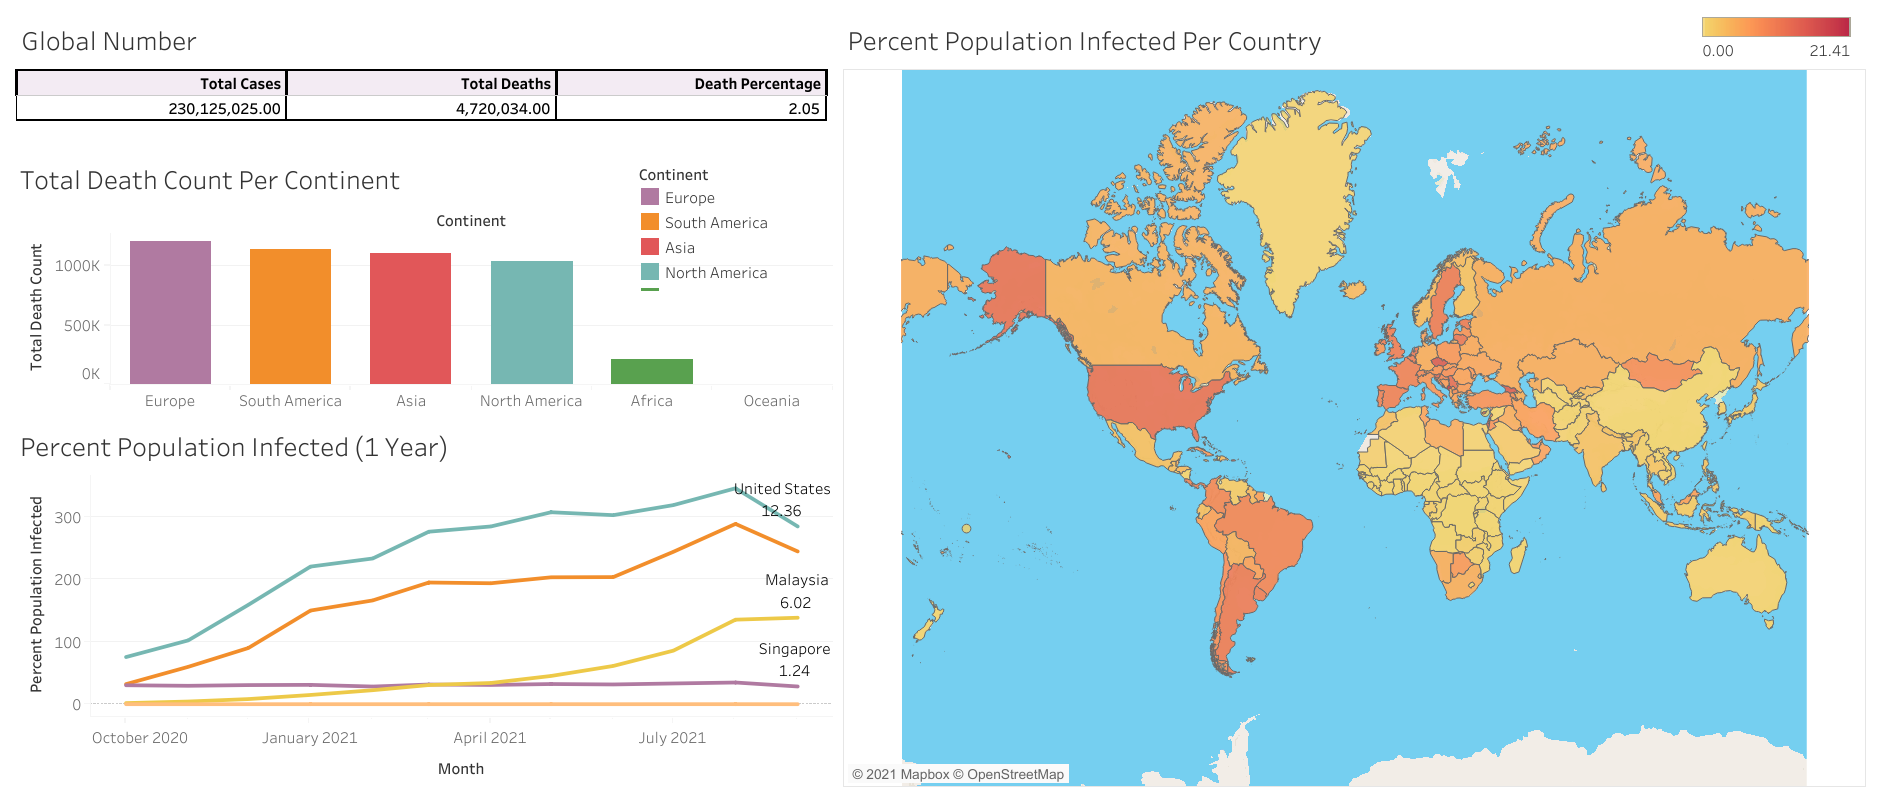 Global Number
Total Cases Total Deaths Death Percentage
230,125,025.00 4,720,034.00 2.05
Total Death Count Per Continent
Continent
Europe
South America
Asia
North America
Continent
Total Death Count
1000K
500K
0K
Europe South America Asia North America Africa Oceania
Percent Population Infected (1 Year)
Percent Population Infected
300
200
100
0
United States
12.36
Malaysia
6.02
Singapore
1.24
October 2020 January 2021 April 2021 July 2021
Month
Percent Population Infected Per Country
0.00 21.41
© 2021 Mapbox © OpenStreetMap